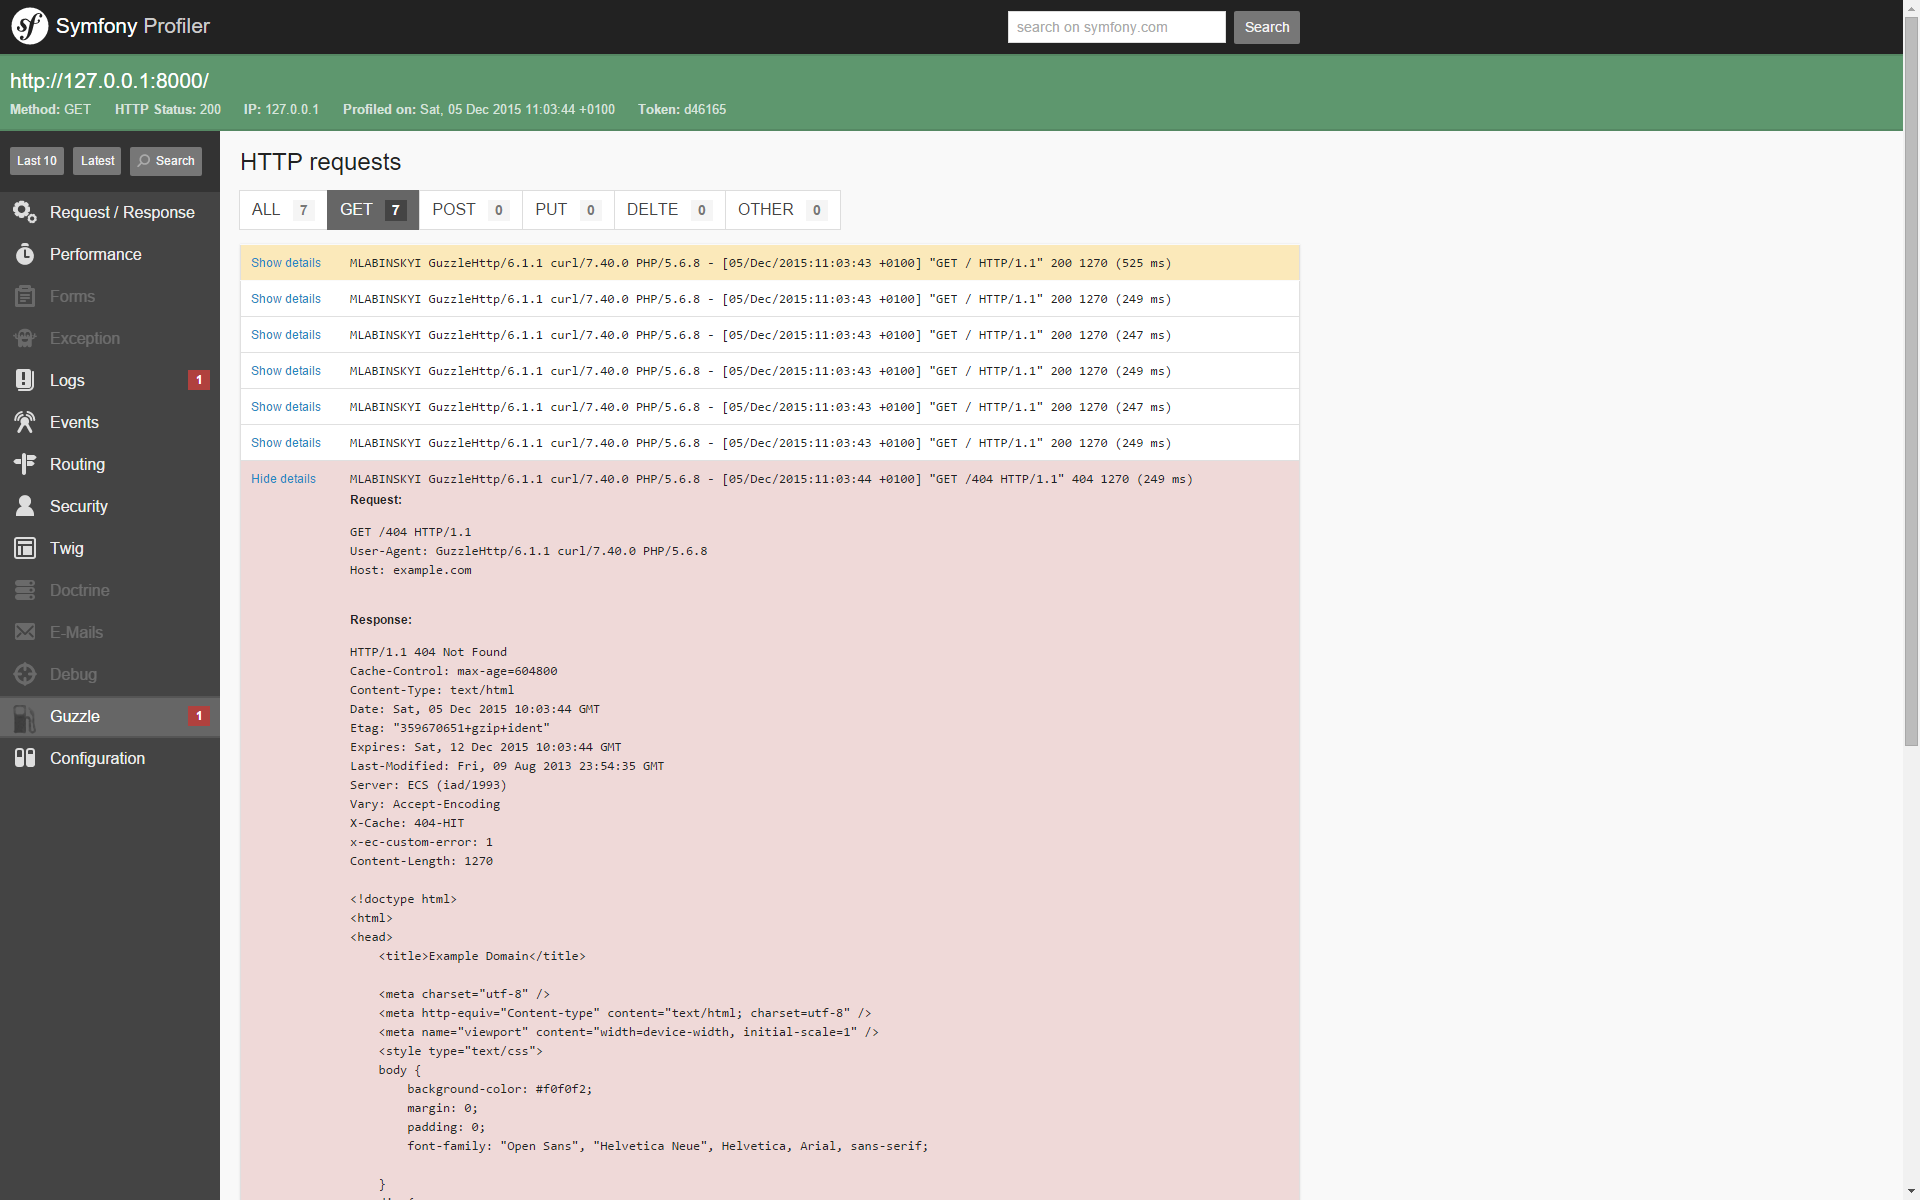 Symfony Profiler
search on symfony.com
Search
http://127.0.0.1:8000/
Method: GET HTTP Status: 200 IP: 127.0.0.1 Profiled on: Sat, 05 Dec 2015 11:03:44 +0100 Token: d46165
Last 10 Latest Search
Request / Response
Performance
Forms
Exception
Logs 1
Events
Routing
Security
Twig
Doctrine
E-Mails
Debug
Guzzle 1
Configuration
HTTP requests
ALL 7 GET 7 POST 0 PUT 0 DELTE 0 OTHER 0
Show details MLABINSKYI GuzzleHttp/6.1.1 curl/7.40.0 PHP/5.6.8 - [05/Dec/2015:11:03:43 +0100] "GET / HTTP/1.1" 200 1270 (525 ms)
Show details MLABINSKYI GuzzleHttp/6.1.1 curl/7.40.0 PHP/5.6.8 - [05/Dec/2015:11:03:43 +0100] "GET / HTTP/1.1" 200 1270 (249 ms)
Show details MLABINSKYI GuzzleHttp/6.1.1 curl/7.40.0 PHP/5.6.8 - [05/Dec/2015:11:03:43 +0100] "GET / HTTP/1.1" 200 1270 (247 ms)
Show details MLABINSKYI GuzzleHttp/6.1.1 curl/7.40.0 PHP/5.6.8 - [05/Dec/2015:11:03:43 +0100] "GET / HTTP/1.1" 200 1270 (249 ms)
Show details MLABINSKYI GuzzleHttp/6.1.1 curl/7.40.0 PHP/5.6.8 - [05/Dec/2015:11:03:43 +0100] "GET / HTTP/1.1" 200 1270 (247 ms)
Show details MLABINSKYI GuzzleHttp/6.1.1 curl/7.40.0 PHP/5.6.8 - [05/Dec/2015:11:03:43 +0100] "GET / HTTP/1.1" 200 1270 (249 ms)
Hide details MLABINSKYI GuzzleHttp/6.1.1 curl/7.40.0 PHP/5.6.8 - [05/Dec/2015:11:03:44 +0100] "GET /404 HTTP/1.1" 404 1270 (249 ms)
Request:
GET /404 HTTP/1.1
User-Agent: GuzzleHttp/6.1.1 curl/7.40.0 PHP/5.6.8
Host: example.com
Response:
HTTP/1.1 404 Not Found
Cache-Control: max-age=604800
Content-Type: text/html
Date: Sat, 05 Dec 2015 10:03:44 GMT
Etag: "359670651+gzip+ident"
Expires: Sat, 12 Dec 2015 10:03:44 GMT
Last-Modified: Fri, 09 Aug 2013 23:54:35 GMT
Server: ECS (iad/1993)
Vary: Accept-Encoding
X-Cache: 404-HIT
x-ec-custom-error: 1
Content-Length: 1270
<!doctype html>
<html>
<head>
<title>Example Domain</title>
<meta charset="utf-8" />
<meta http-equiv="Content-type" content="text/html; charset=utf-8" />
<meta name="viewport" content="width=device-width, initial-scale=1" />
<style type="text/css">
body {
background-color: #f0f0f2;
margin: 0;
padding: 0;
font-family: "Open Sans", "Helvetica Neue", Helvetica, Arial, sans-serif;
}